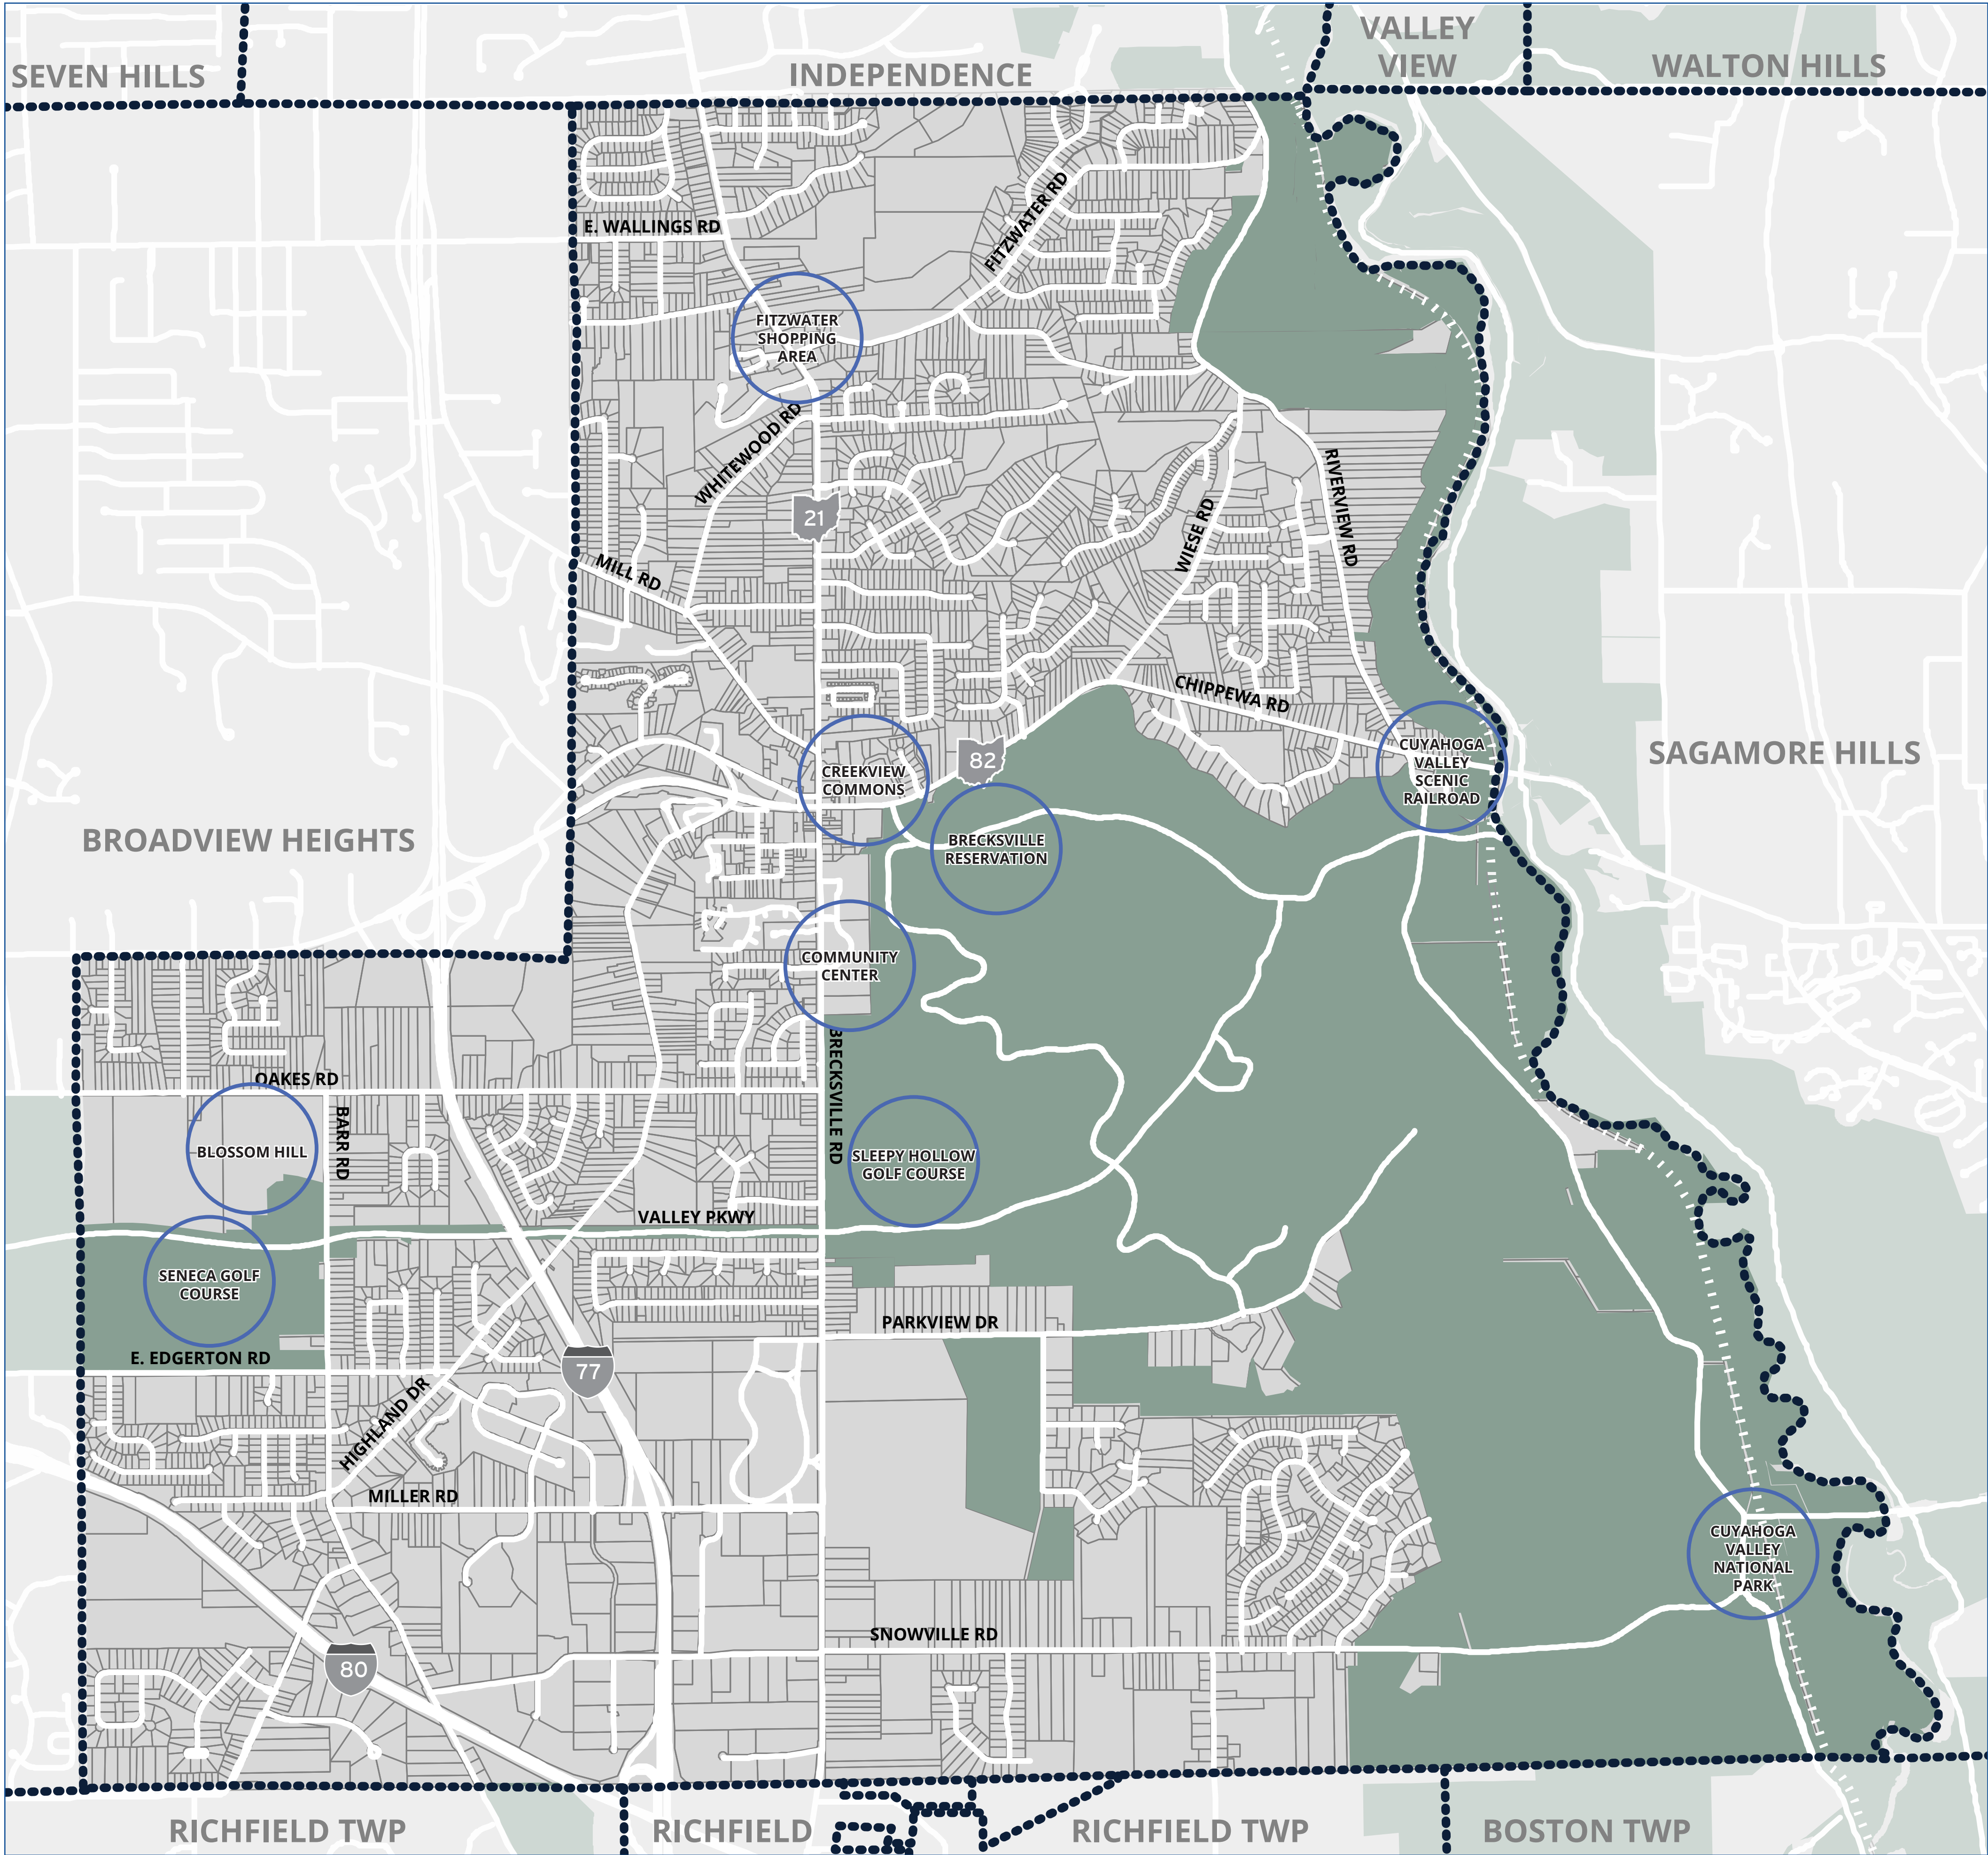 VALLEY
VIEW
SEVEN HILLS
INDEPENDENCE
WALTON HILLS
E. WALLINGS RD
FITZWATER RD
FITZWATER
SHOPPING
AREA
WHITEWOOD RD
21
RIVERVIEW RD
WIESE RD
MILL RD
CHIPPEWA RD
82
CREEKVIEW
COMMONS
CUYAHOGA
VALLEY
SCENIC
RAILROAD
SAGAMORE HILLS
BROADVIEW HEIGHTS
BRECKSVILLE
RESERVATION
COMMUNITY
CENTER
BRECKSVILLE RD
OAKES RD
BARR RD
BLOSSOM HILL
SLEEPY HOLLOW
GOLF COURSE
VALLEY PKWY
SENECA GOLF
COURSE
PARKVIEW DR
E. EDGERTON RD
77
HIGHLAND DR
MILLER RD
CUYAHOGA
VALLEY
NATIONAL
PARK
SNOWVILLE RD
80
RICHFIELD TWP
RICHFIELD
RICHFIELD TWP
BOSTON TWP